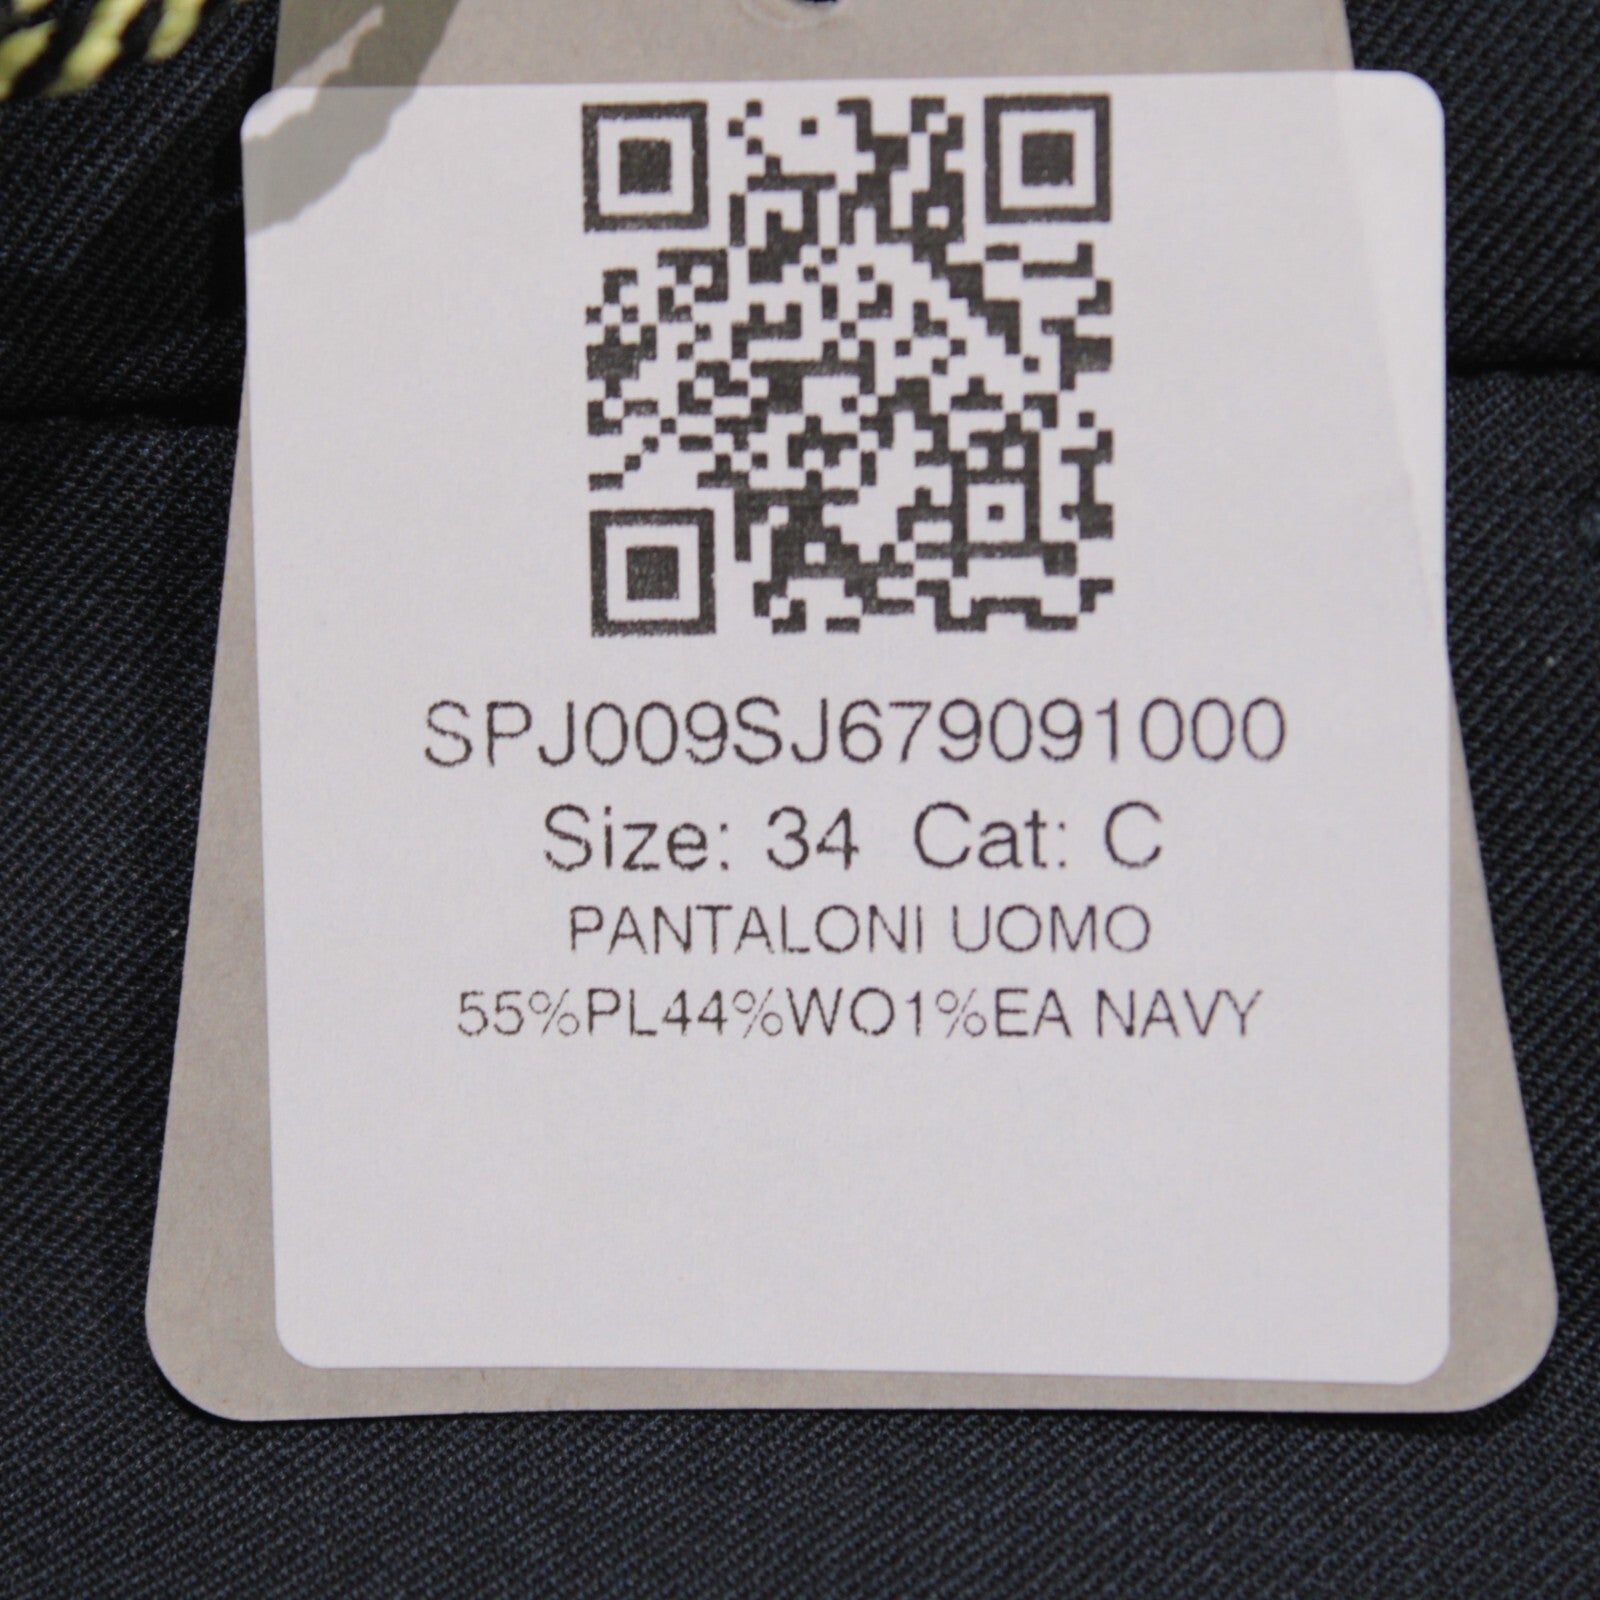 SPJ009SJ679091000
Size: 34 Cat: C
PANTALONI UOMO
55%PL44%WO1%EA NAVY